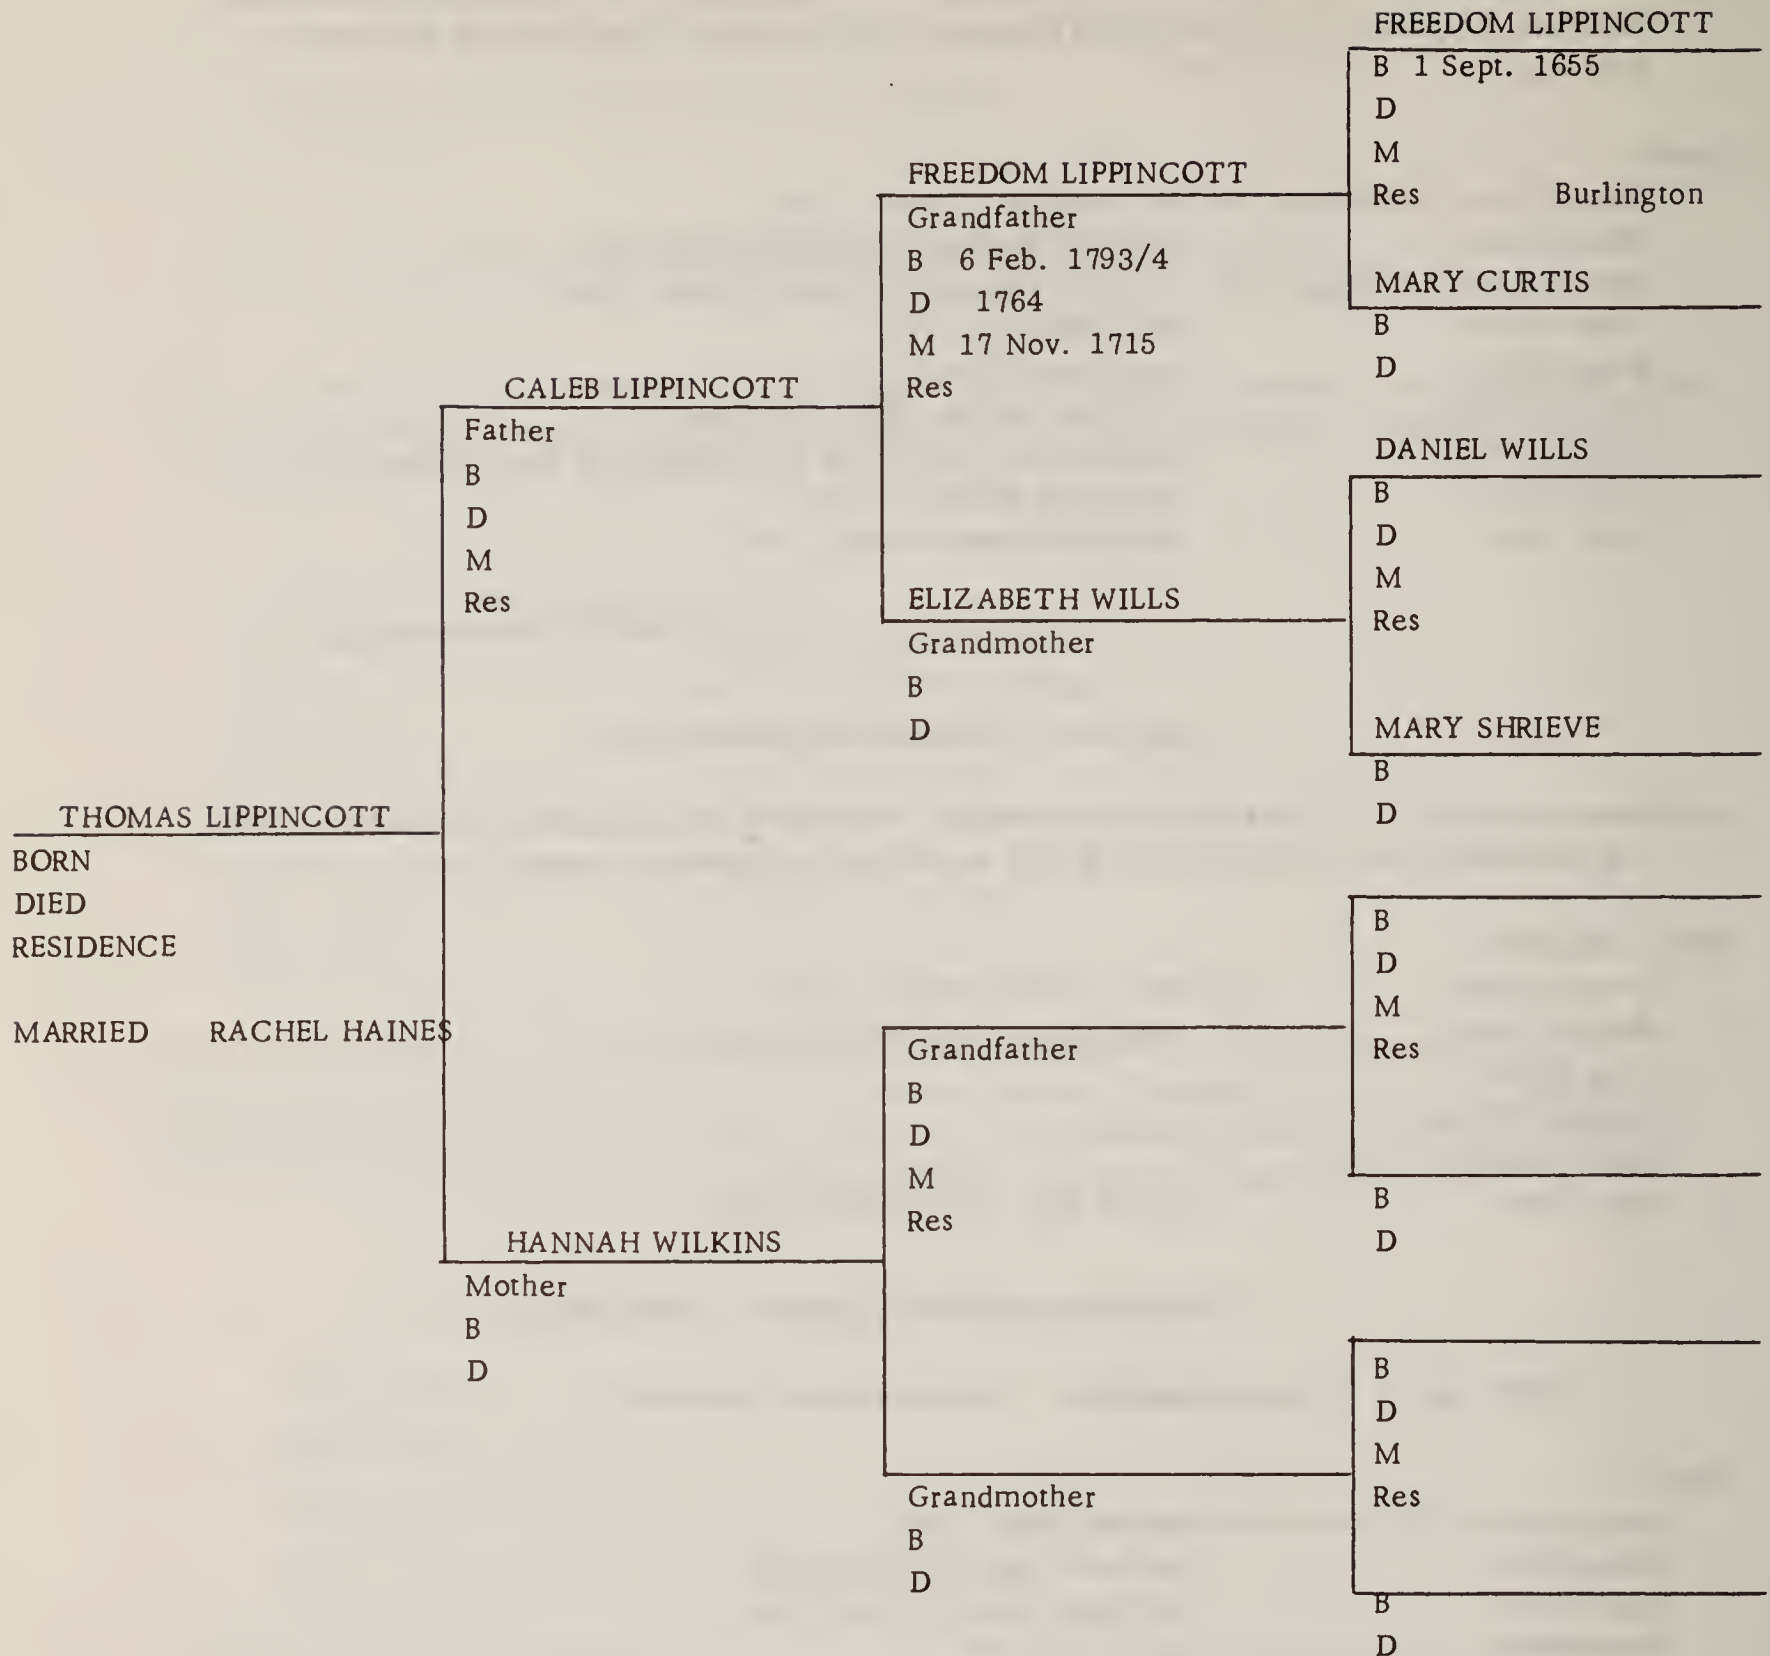 FREEDOM LIPPINCOTT
B 1 Sept. 1655
D
M
Res Burlington
MARY CURTIS
B
D
FREEDOM LIPPINCOTT
Grandfather
B 6 Feb. 1793/4
D 1764
M 17 Nov. 1715
Res
CALEB LIPPINCOTT
Father
B
D
M
Res
DANIEL WILLS
B
D
M
Res
ELIZABETH WILLS
Grandmother
B
D
MARY SHRIEVE
B
D
THOMAS LIPPINCOTT
BORN
DIED
RESIDENCE
MARRIED RACHEL HAINES
B
D
M
Res
Grandfather
B
D
M
Res
B
D
HANNAH WILKINS
Mother
B
D
B
D
M
Res
Grandmother
B
D
B
D